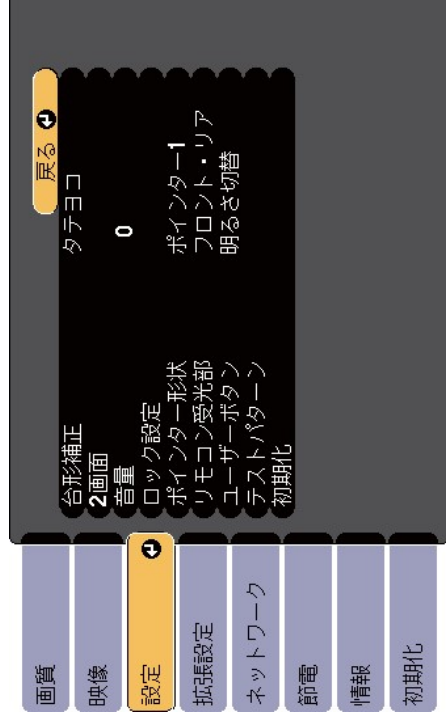 画質
映像
設定
拡張設定
ネットワーク
節電
情報
初期化
戻る
台形補正 タテヨコ
2画面
音量 0
ロック設定
ポインター形状 ポインター1
リモコン受光部 フロント・リア
ユーザーボタン 明るさ切替
テストパターン
初期化